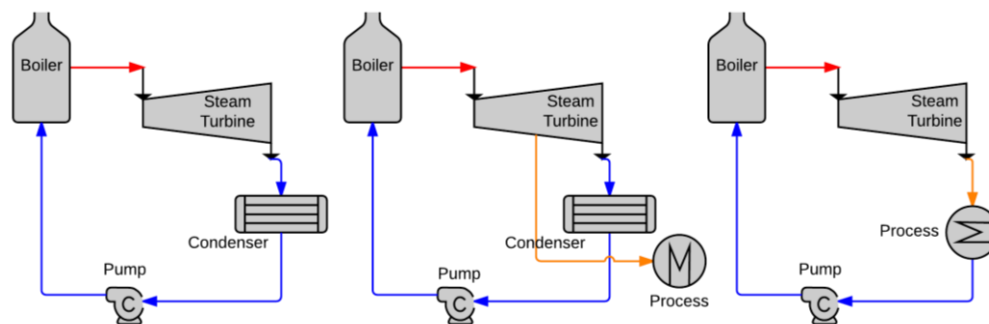 Boiler
Steam
Turbine
Condenser
Pump
C
Boiler
Steam
Turbine
Condenser
Process
Pump
C
Boiler
Steam
Turbine
Process
Pump
C